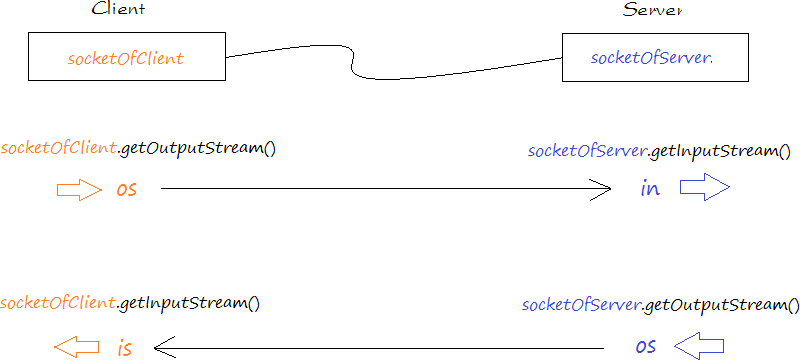 Client
Server
socketOfClient
socketOfServer.
socketOfClient.getOutputStream()
socketOfServer.getInputStream()
os
in
socketOfClient.getInputStream()
socketOfServer.getOutputStream()
is
os